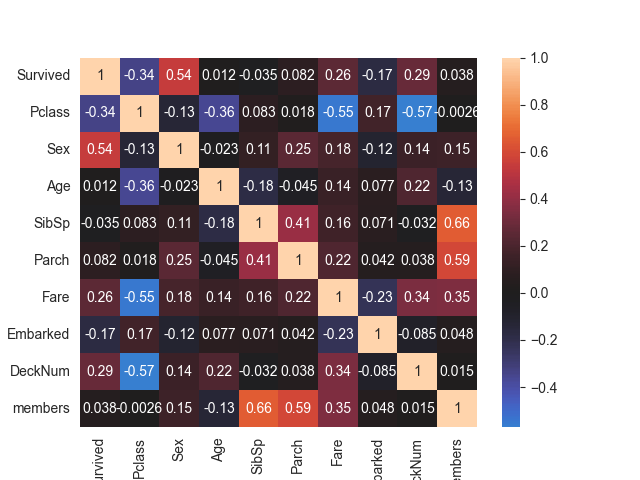 Survived 1 -0.34 0.54 0.012 -0.035 0.082 0.26 -0.17 0.29 0.038
Pclass -0.34 1 -0.13 -0.36 0.083 0.018 -0.55 0.17 -0.57 -0.0026
Sex 0.54 -0.13 1 -0.023 0.11 0.25 0.18 -0.12 0.14 0.15
Age 0.012 -0.36 -0.023 1 -0.18 -0.045 0.14 0.077 0.22 -0.13
SibSp -0.035 0.083 0.11 -0.18 1 0.41 0.16 0.071 -0.032 0.66
Parch 0.082 0.018 0.25 -0.045 0.41 1 0.22 0.042 0.038 0.59
Fare 0.26 -0.55 0.18 0.14 0.16 0.22 1 -0.23 0.34 0.35
Embarked -0.17 0.17 -0.12 0.077 0.071 0.042 -0.23 1 -0.085 0.048
DeckNum 0.29 -0.57 0.14 0.22 -0.032 0.038 0.34 -0.085 1 0.015
members 0.038 -0.0026 0.15 -0.13 0.66 0.59 0.35 0.048 0.015 1
urvived Pclass Sex Age SibSp Parch Fare barked ckNum embers
1.0
0.8
0.6
0.4
0.2
0.0
−0.2
−0.4